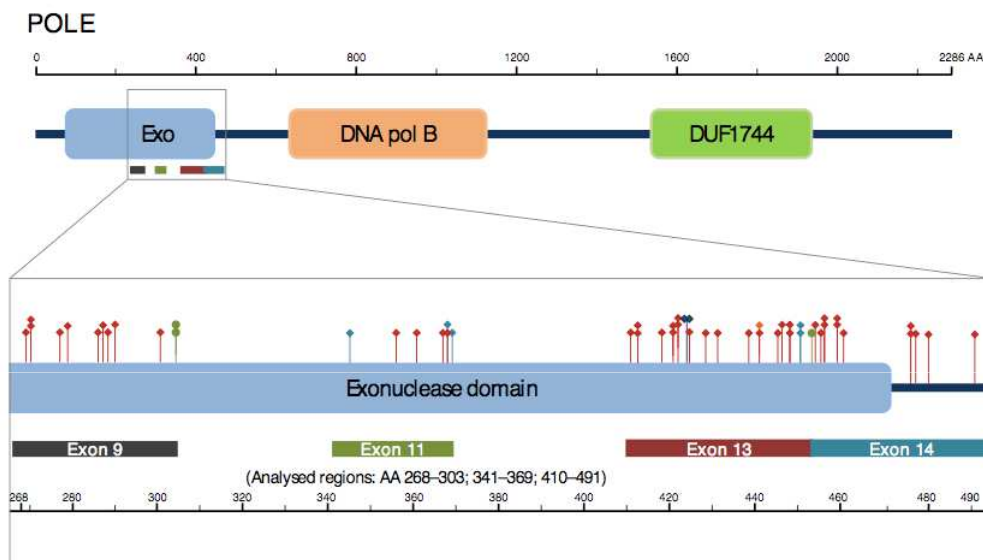 POLE
0 400 800 1200 1600 2000 2286 AA
Exo DNA pol B DUF1744
Exonuclease domain
Exon 9 Exon 11 Exon 13 Exon 14
(Analysed regions: AA 268–303; 341–369; 410–491)
268 280 300 320 340 360 380 400 420 440 460 480 490